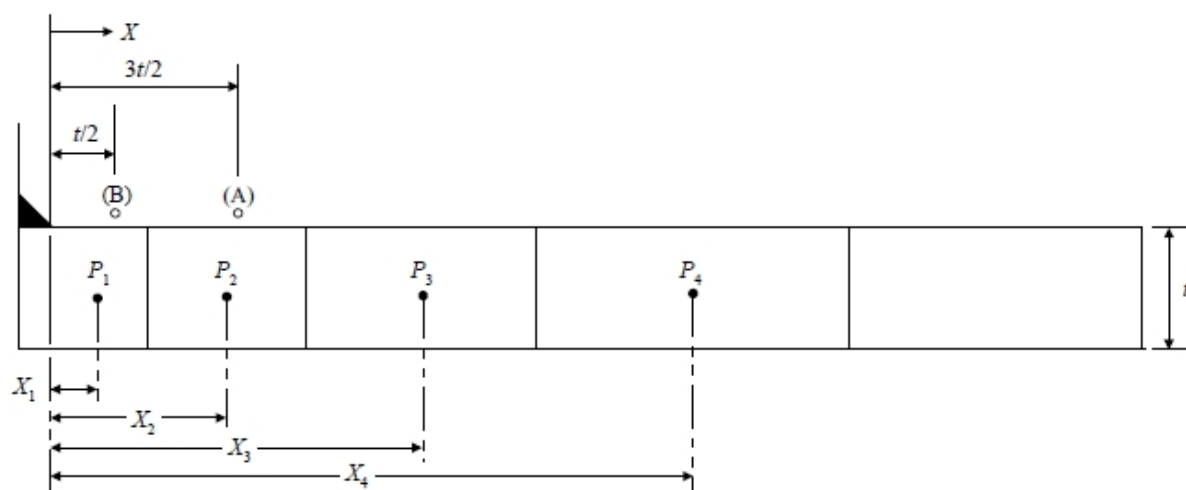 X
3t/2
t/2
(B) (A)
P₁ P₂ P₃ P₄
t
X₁
X₂
X₃
X₄